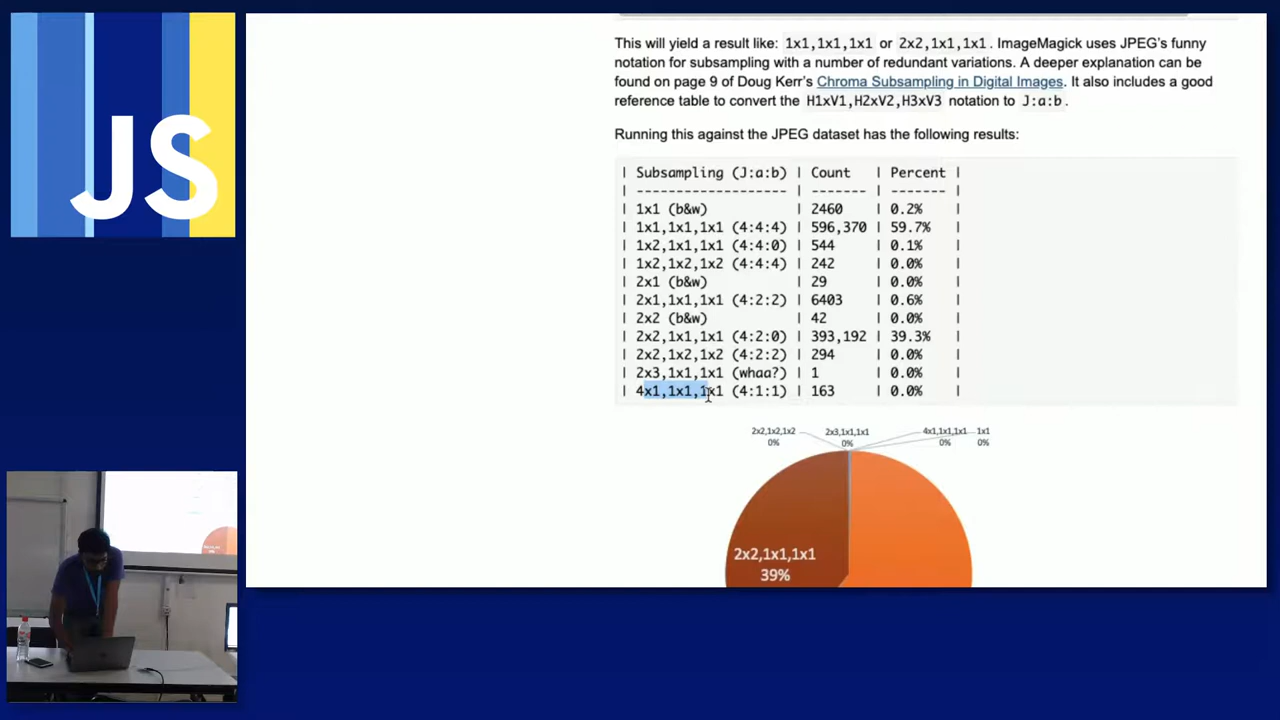 JS
This will yield a result like: 1x1,1x1,1x1 or 2x2,1x1,1x1. ImageMagick uses JPEG's funny
notation for subsampling with a number of redundant variations. A deeper explanation can be
found on page 9 of Doug Kerr's Chroma Subsampling in Digital Images. It also includes a good
reference table to convert the H1xV1,H2xV2,H3xV3 notation to J:a:b.
Running this against the JPEG dataset has the following results:
| Subsampling (J:a:b) | Count | Percent |
| ------------------- | ------- | ------- |
| 1x1 (b&w) | 2460 | 0.2% |
| 1x1,1x1,1x1 (4:4:4) | 596,370 | 59.7% |
| 1x2,1x1,1x1 (4:4:0) | 544 | 0.1% |
| 1x2,1x2,1x2 (4:4:4) | 242 | 0.0% |
| 2x1 (b&w) | 29 | 0.0% |
| 2x1,1x1,1x1 (4:2:2) | 6403 | 0.6% |
| 2x2 (b&w) | 42 | 0.0% |
| 2x2,1x1,1x1 (4:2:0) | 393,192 | 39.3% |
| 2x2,1x2,1x2 (4:2:2) | 294 | 0.0% |
| 2x3,1x1,1x1 (whaa?) | 1 | 0.0% |
| 4x1,1x1,1x1 (4:1:1) | 163 | 0.0% |
2x2,1x2,1x2 2x3,1x1,1x1 4x1,1x1,1x1 1x1
0% 0% 0% 0%
2x2,1x1,1x1
39%